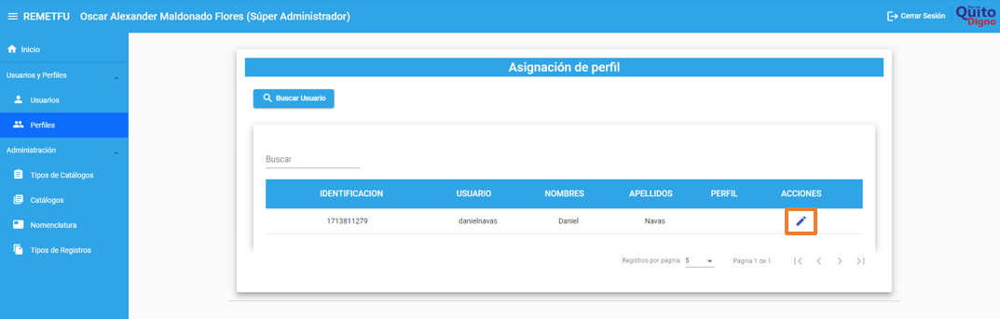 REMETFU Oscar Alexander Maldonado Flores (Súper Administrador)
Cerrar Sesión
Quito
Digno
Inicio
Usuarios y Perfiles
Usuarios
Perfiles
Administración
Tipos de Catálogos
Catálogos
Nomenclatura
Tipos de Registros
Asignación de perfil
Buscar Usuario
Buscar
IDENTIFICACION USUARIO NOMBRES APELLIDOS PERFIL ACCIONES
1713811279 danielnavas Daniel Navas
Registros por página: 5 Página 1 de 1